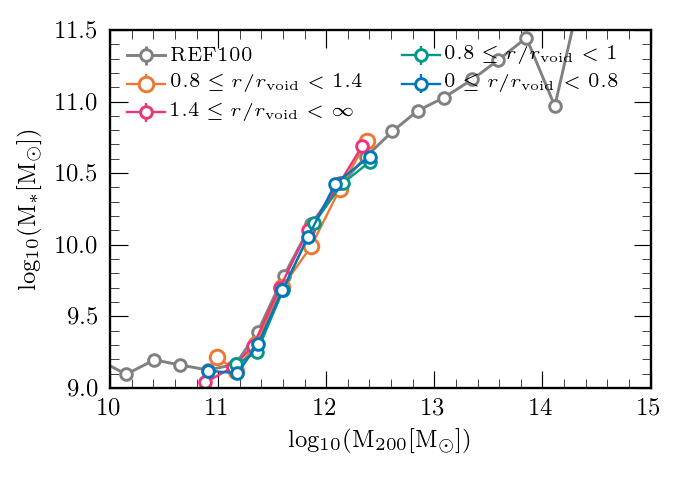 11.5
11.0
10.5
10.0
9.5
9.0
log₁₀(M∗[M⊙])
REF100
0.8 ≤ r/r_void < 1.4
1.4 ≤ r/r_void < ∞
0.8 ≤ r/r_void < 1
0 ≤ r/r_void < 0.8
10 11 12 13 14 15
log₁₀(M₂₀₀[M⊙])